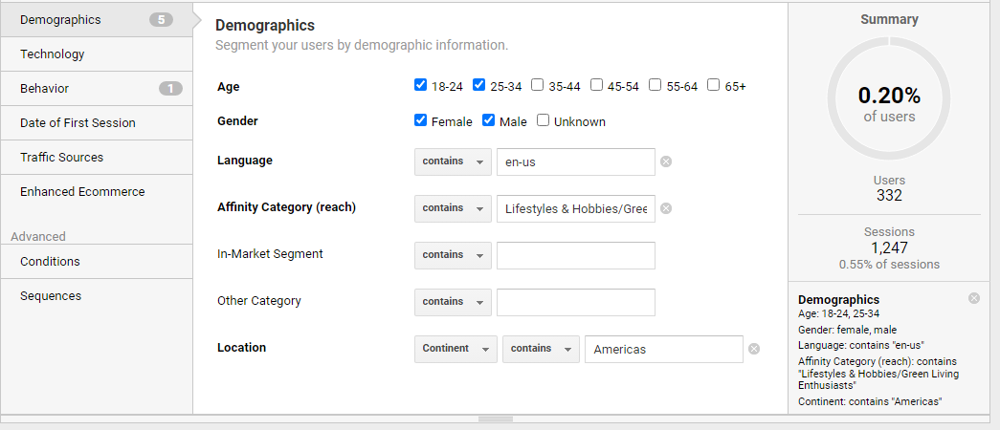 Demographics 5
Technology
Behavior 1
Date of First Session
Traffic Sources
Enhanced Ecommerce
Advanced
Conditions
Sequences
Demographics
Segment your users by demographic information.
Age 18-24 25-34 35-44 45-54 55-64 65+
Gender Female Male Unknown
Language contains en-us
Affinity Category (reach) contains Lifestyles & Hobbies/Gree
In-Market Segment contains
Other Category contains
Location Continent contains Americas
Summary
0.20%
of users
Users
332
Sessions
1,247
0.55% of sessions
Demographics
Age: 18-24, 25-34
Gender: female, male
Language: contains "en-us"
Affinity Category (reach): contains
"Lifestyles & Hobbies/Green Living
Enthusiasts"
Continent: contains "Americas"